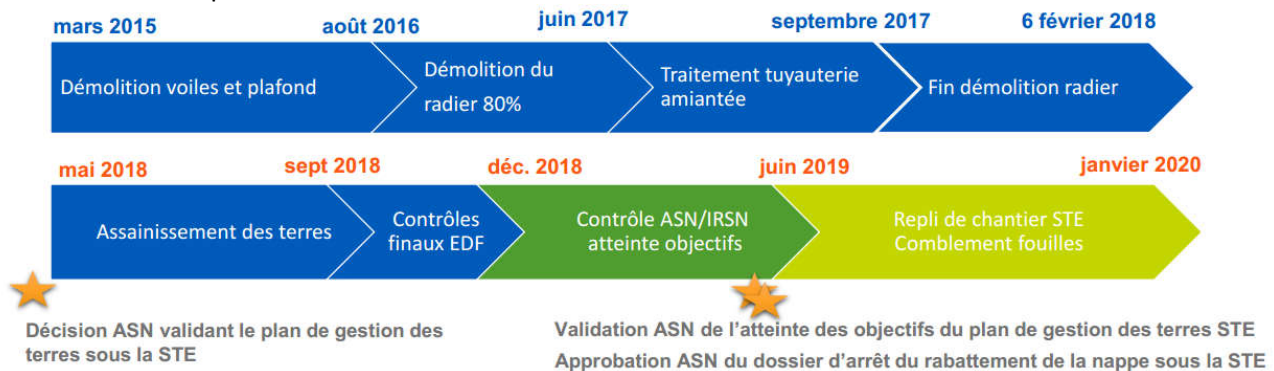 mars 2015 août 2016 juin 2017 septembre 2017 6 février 2018
Démolition voiles et plafond
Démolition du
radier 80%
Traitement tuyauterie
amiantée
Fin démolition radier
mai 2018 sept 2018 déc. 2018 juin 2019 janvier 2020
Assainissement des terres
Contrôles
finaux EDF
Contrôle ASN/IRSN
atteinte objectifs
Repli de chantier STE
Comblement fouilles
Décision ASN validant le plan de gestion des
terres sous la STE
Validation ASN de l'atteinte des objectifs du plan de gestion des terres STE
Approbation ASN du dossier d'arrêt du rabattement de la nappe sous la STE